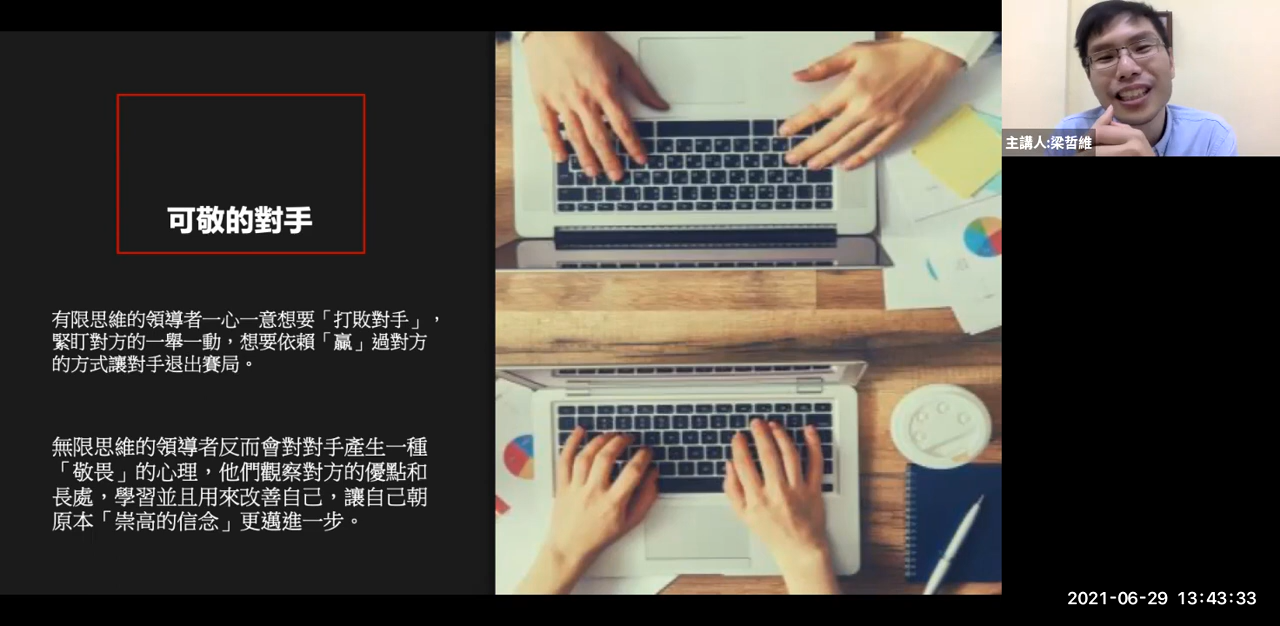 可敬的對手
有限思維的領導者一心一意想要「打敗對手」，
緊盯對方的一舉一動，想要依賴「贏」過對方
的方式讓對手退出賽局。
無限思維的領導者反而會對對手產生一種
「敬畏」的心理，他們觀察對方的優點和
長處，學習並且用來改善自己，讓自己朝
原本「崇高的信念」更邁進一步。
主講人:梁哲維
2021-06-29 13:43:33